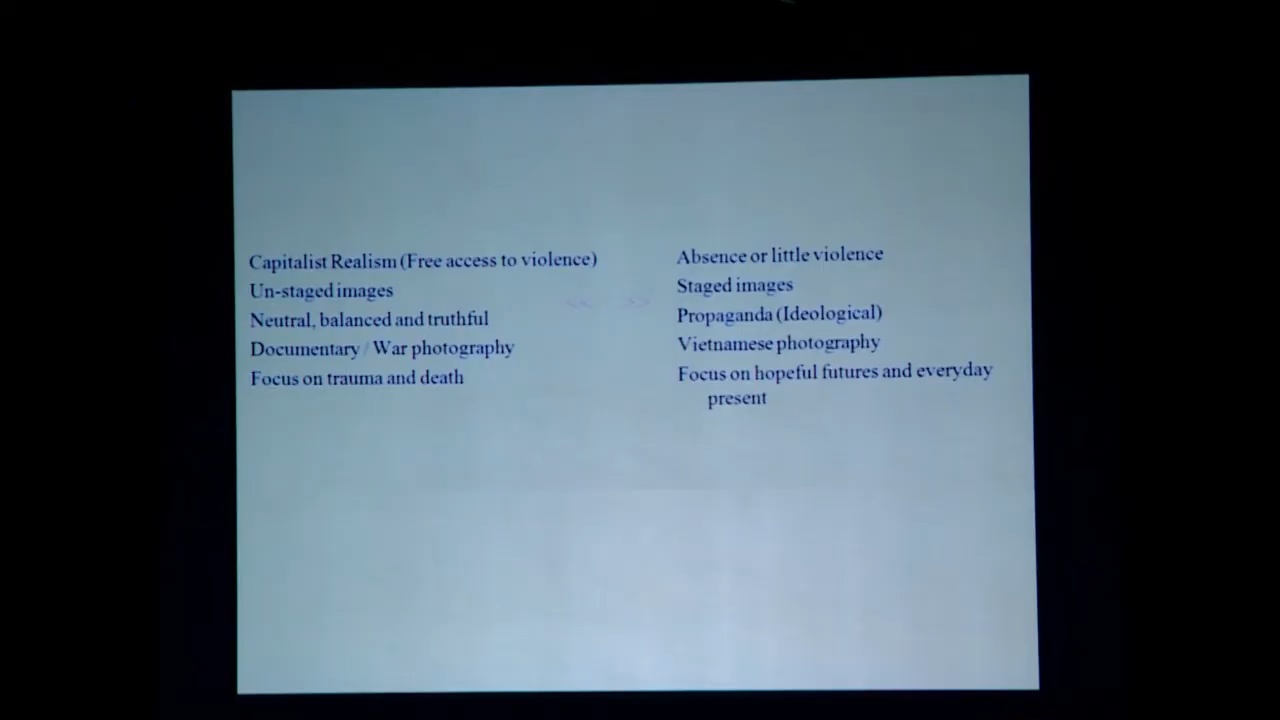 Capitalist Realism (Free access to violence)
Un-staged images
Neutral, balanced and truthful
Documentary / War photography
Focus on trauma and death
<< >>
Absence or little violence
Staged images
Propaganda (Ideological)
Vietnamese photography
Focus on hopeful futures and everyday
present